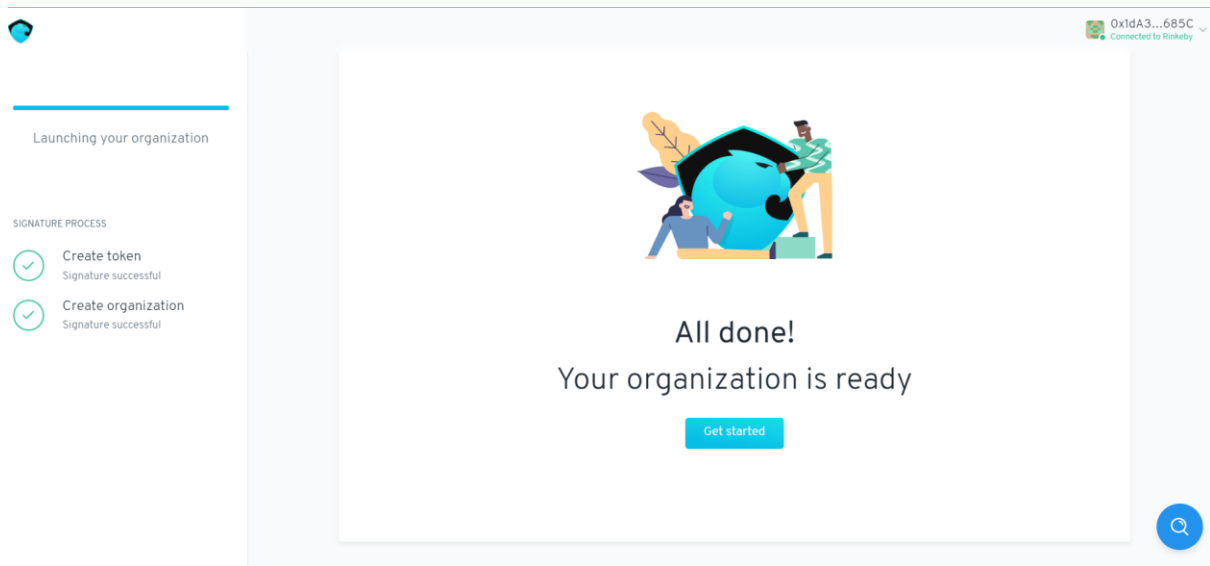 0x1dA3...685C
Connected to Rinkeby
Launching your organization
SIGNATURE PROCESS
Create token
Signature successful
Create organization
Signature successful
All done!
Your organization is ready
Get started